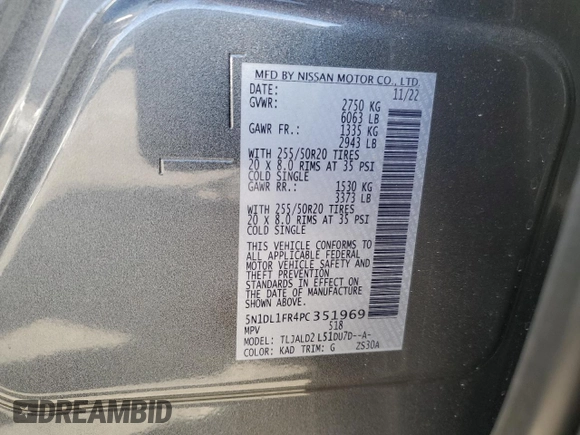 MFD BY NISSAN MOTOR CO., LTD.
DATE: 11/22
GVWR: 2750 KG
6063 LB
GAWR FR.: 1335 KG
2943 LB
WITH 255/50R20 TIRES
20 X 8.0 RIMS AT 35 PSI
COLD SINGLE
GAWR RR.: 1530 KG
3373 LB
WITH 255/50R20 TIRES
20 X 8.0 RIMS AT 35 PSI
COLD SINGLE
THIS VEHICLE CONFORMS TO
ALL APPLICABLE FEDERAL
MOTOR VEHICLE SAFETY AND
THEFT PREVENTION
STANDARDS IN EFFECT ON
THE DATE OF MANUFACTURE
SHOWN ABOVE.
5N1DL1FR4PC351969
MPV 518
MODEL: TLJALD2 L51DU7D--A-
COLOR: KAD TRIM: G ZS30A
DREAMBID